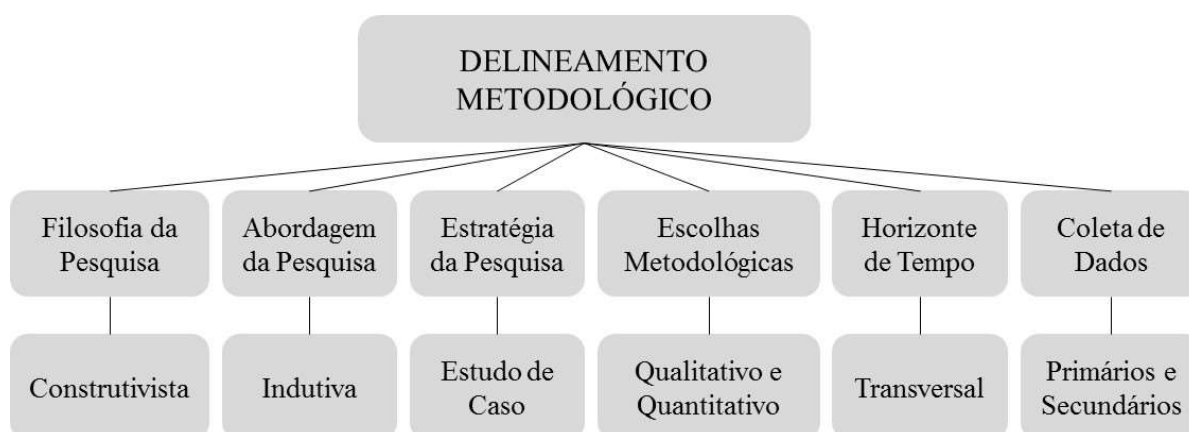 DELINEAMENTO
METODOLÓGICO
Filosofia da
Pesquisa
Abordagem
da Pesquisa
Estratégia
da Pesquisa
Escolhas
Metodológicas
Horizonte
de Tempo
Coleta de
Dados
Construtivista
Indutiva
Estudo de
Caso
Qualitativo e
Quantitativo
Transversal
Primários e
Secundários